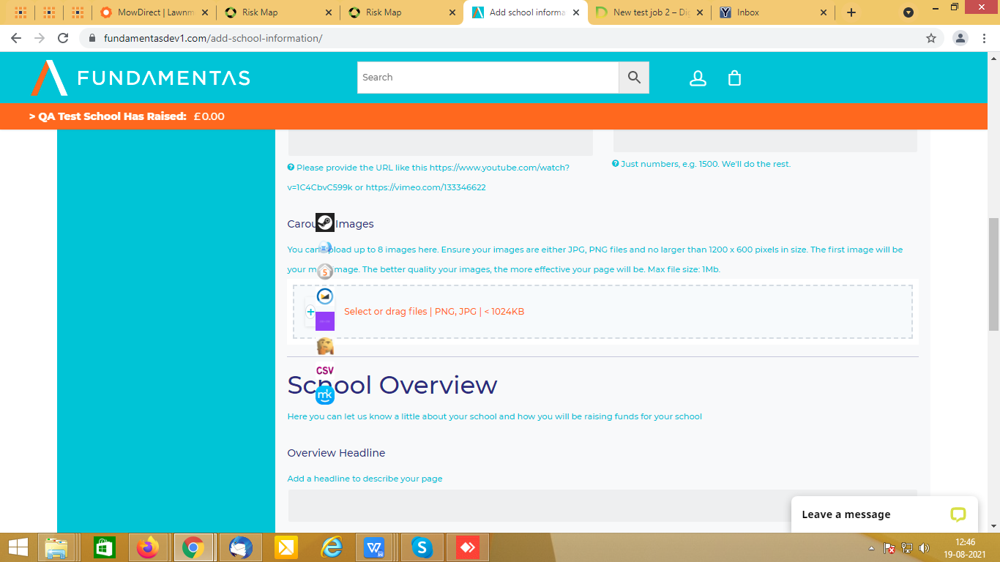 MowDirect | Lawnm
Risk Map
Risk Map
Add school informa
New test job 2 – Dig
Inbox
fundamentasdev1.com/add-school-information/
FUNDAMENTAS
Search
> QA Test School Has Raised: £0.00
Please provide the URL like this https://www.youtube.com/watch?
v=1C4CbvC599k or https://vimeo.com/133346622
Just numbers, e.g. 1500. We'll do the rest.
Carou Images
You can pload up to 8 images here. Ensure your images are either JPG, PNG files and no larger than 1200 x 600 pixels in size. The first image will be
your m mage. The better quality your images, the more effective your page will be. Max file size: 1Mb.
Select or drag files | PNG, JPG | < 1024KB
CSV
School Overview
mk
Here you can let us know a little about your school and how you will be raising funds for your school
Overview Headline
Add a headline to describe your page
Leave a message
12:46
19-08-2021